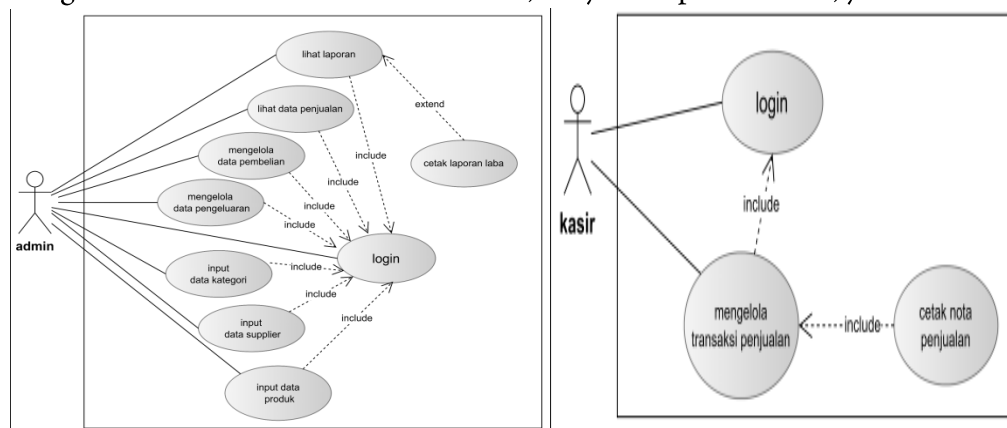 lihat laporan
lihat data penjualan
extend
mengelola
data pembelian
include
cetak laporan laba
mengelola
data pengeluaran
include
include
include
admin
login
input
data kategori
include
input
data supplier
include
include
input data
produk
login
include
kasir
mengelola
transaksi penjualan
include
cetak nota
penjualan